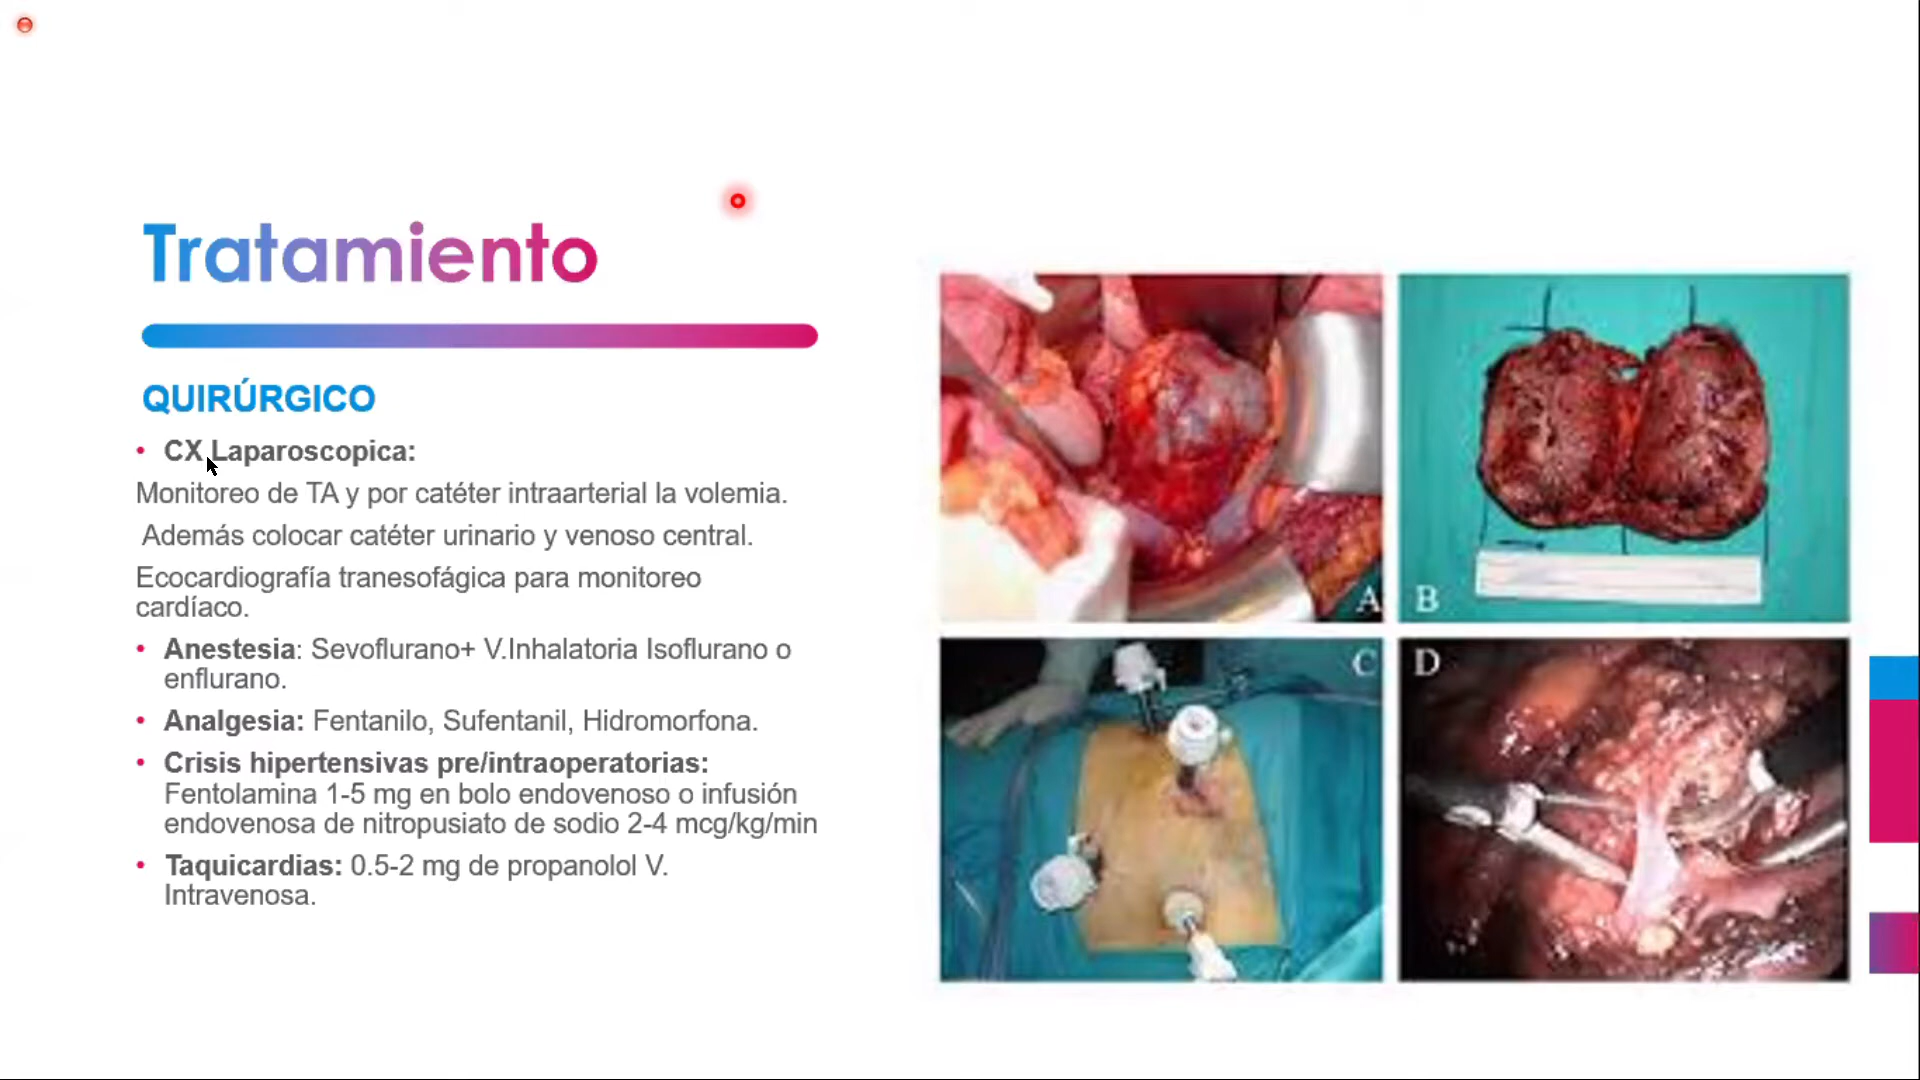 Tratamiento
QUIRÚRGICO
• CX Laparoscopica:
Monitoreo de TA y por catéter intraarterial la volemia.
Además colocar catéter urinario y venoso central.
Ecocardiografía tranesofágica para monitoreo
cardíaco.
• Anestesia: Sevoflurano+ V.Inhalatoria Isoflurano o
enflurano.
• Analgesia: Fentanilo, Sufentanil, Hidromorfona.
• Crisis hipertensivas pre/intraoperatorias:
Fentolamina 1-5 mg en bolo endovenoso o infusión
endovenosa de nitropusiato de sodio 2-4 mcg/kg/min
• Taquicardias: 0.5-2 mg de propanolol V.
Intravenosa.
A
B
C
D